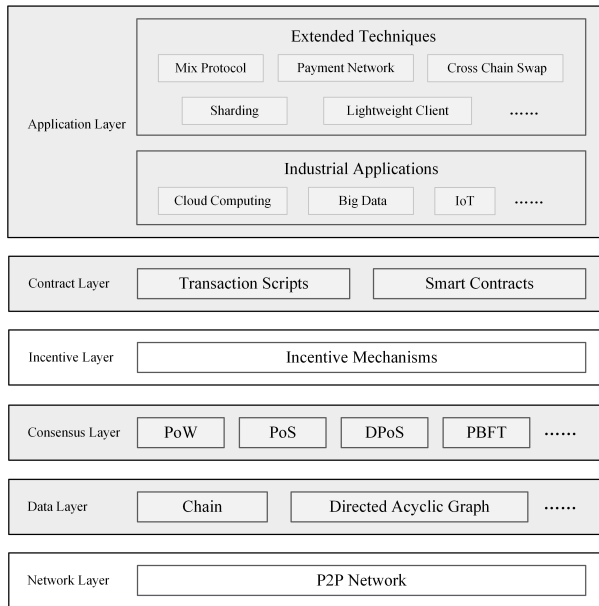 Application Layer
Extended Techniques
Mix Protocol
Payment Network
Cross Chain Swap
Sharding
Lightweight Client
......
Industrial Applications
Cloud Computing
Big Data
IoT
......
Contract Layer
Transaction Scripts
Smart Contracts
Incentive Layer
Incentive Mechanisms
Consensus Layer
PoW
PoS
DPoS
PBFT
......
Data Layer
Chain
Directed Acyclic Graph
......
Network Layer
P2P Network